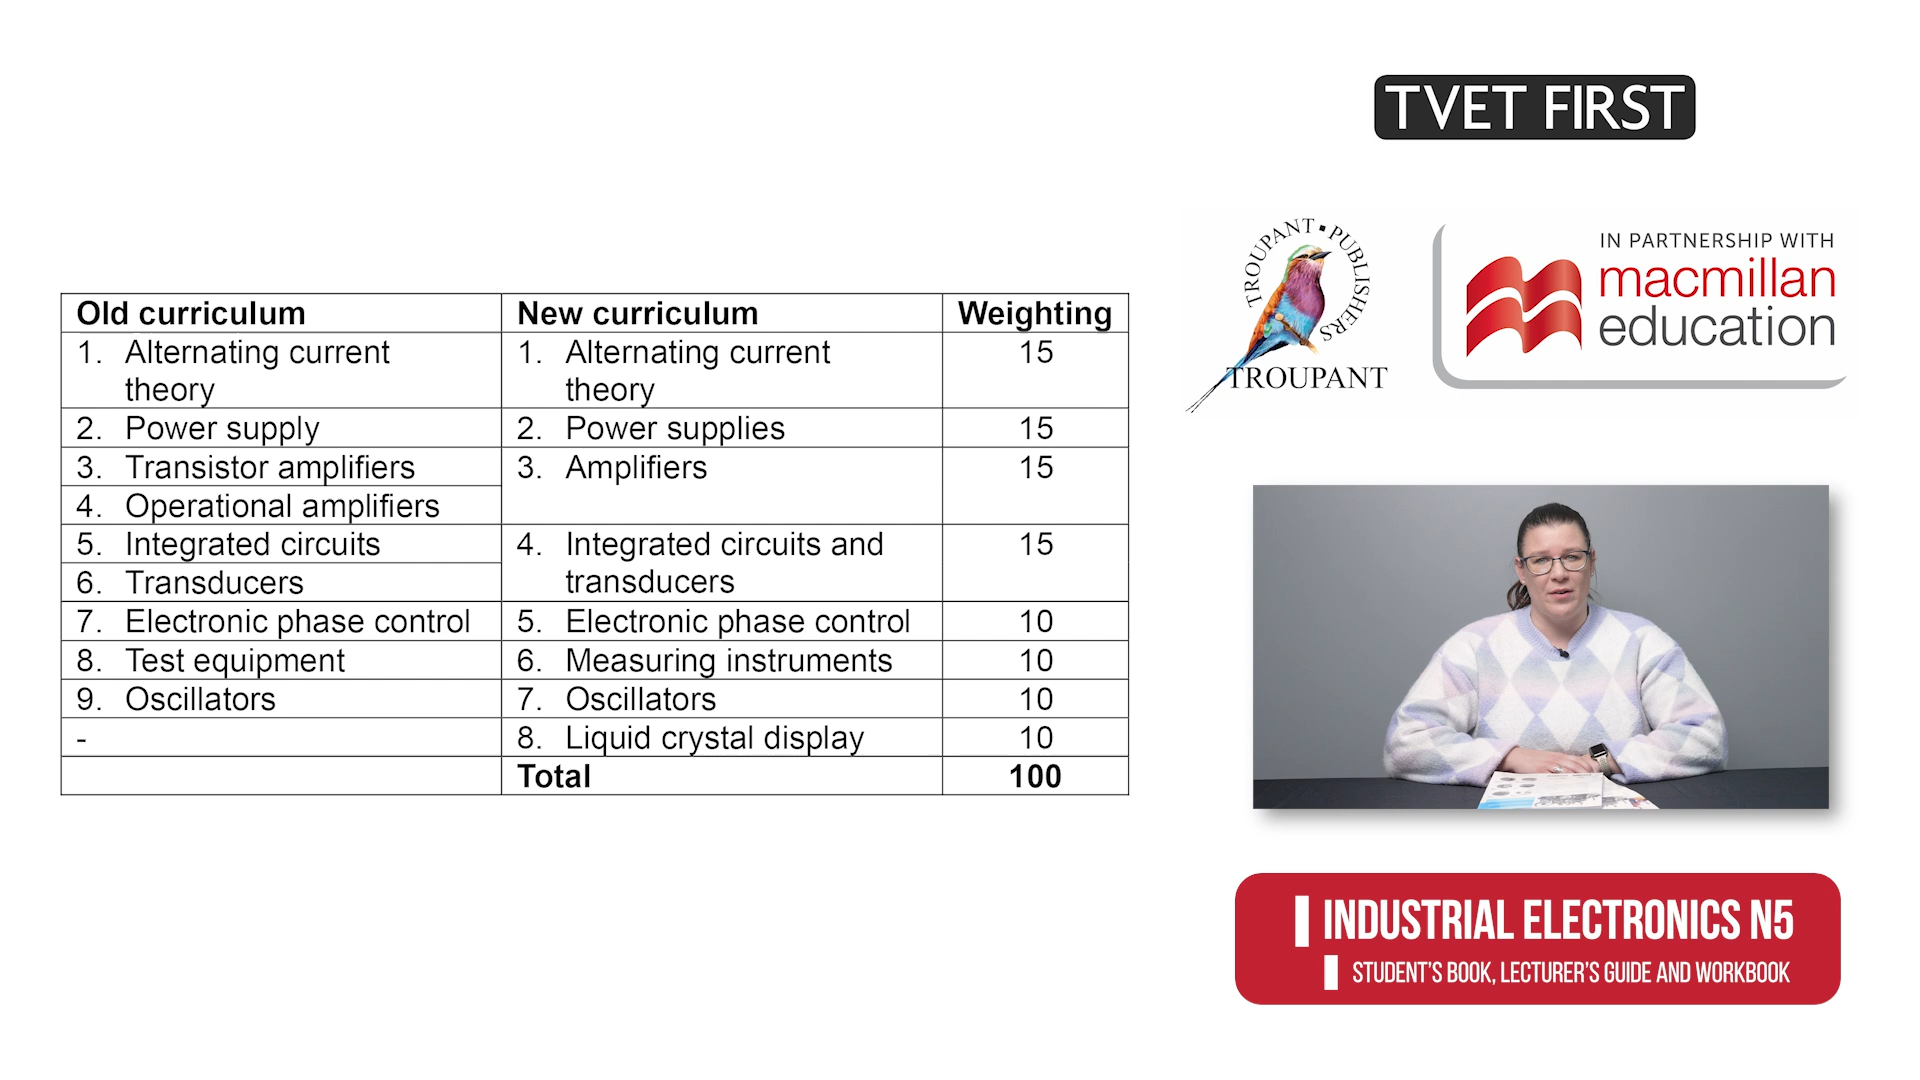 TVET FIRST
TROUPANT ▪ PUBLISHERS
TROUPANT
IN PARTNERSHIP WITH
macmillan
education
Old curriculum New curriculum Weighting
1. Alternating current 1. Alternating current 15
theory theory
2. Power supply 2. Power supplies 15
3. Transistor amplifiers 3. Amplifiers 15
4. Operational amplifiers
5. Integrated circuits 4. Integrated circuits and 15
6. Transducers transducers
7. Electronic phase control 5. Electronic phase control 10
8. Test equipment 6. Measuring instruments 10
9. Oscillators 7. Oscillators 10
- 8. Liquid crystal display 10
Total 100
INDUSTRIAL ELECTRONICS N5
STUDENT'S BOOK, LECTURER'S GUIDE AND WORKBOOK